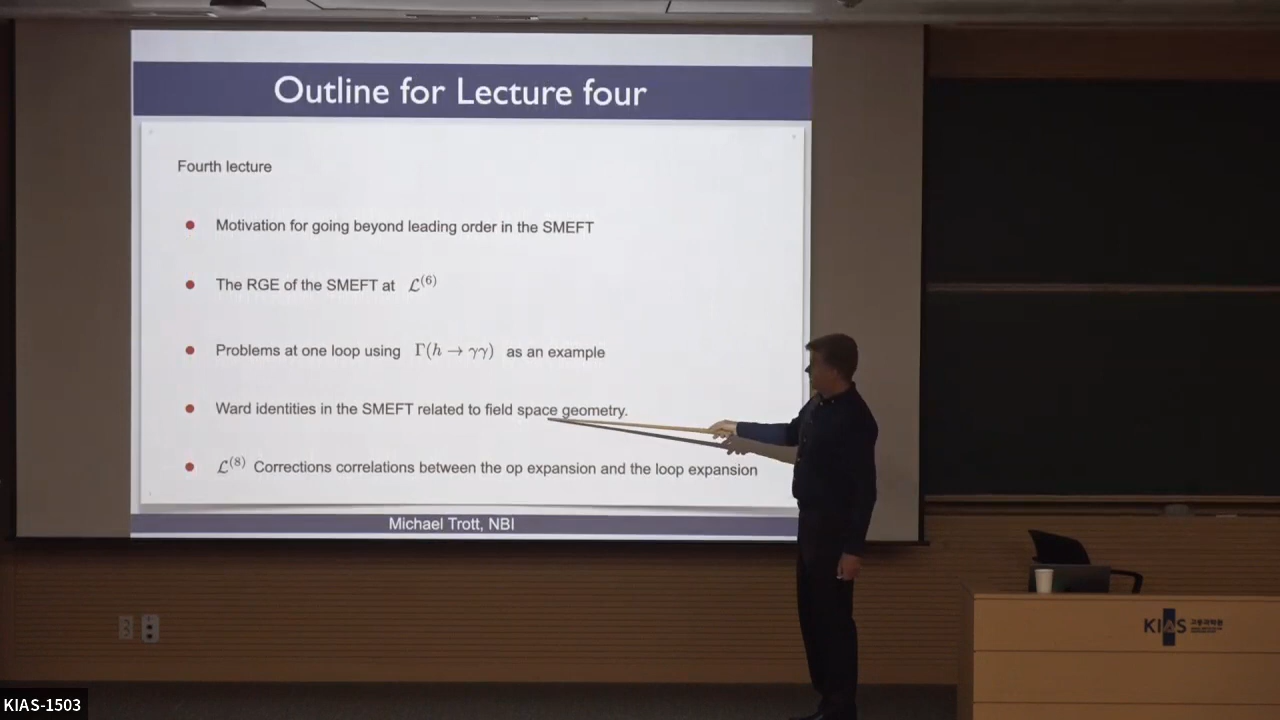 Outline for Lecture four
Fourth lecture
Motivation for going beyond leading order in the SMEFT
The RGE of the SMEFT at ℒ⁽⁶⁾
Problems at one loop using Γ(h → γγ) as an example
Ward identities in the SMEFT related to field space geometry.
ℒ⁽⁸⁾ Corrections correlations between the op expansion and the loop expansion
Michael Trott, NBI
KIAS 고등과학원
KIAS-1503